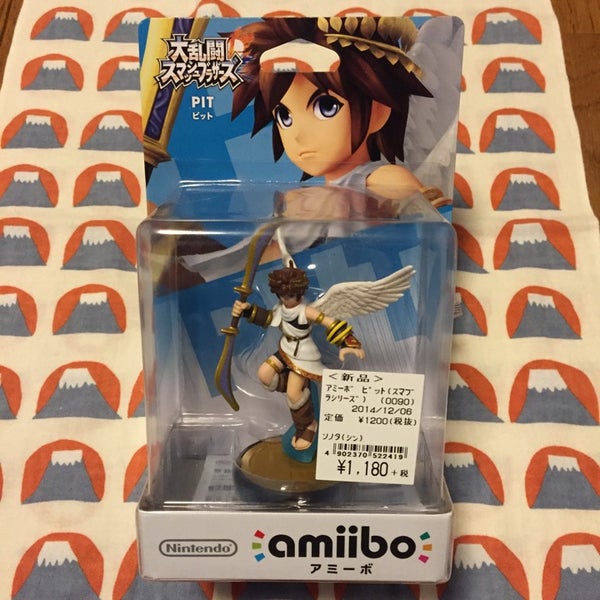 大乱闘
スマッシュブラザーズ
PIT
ピット
＜新品＞
アミーボ ピット(スマブ
ラシリーズ) (0090)
2014/12/06
定価 ¥1200(税抜)
ソノタ(シン)
4 902370 522419
¥1,180+税
Nintendo
amiibo
アミーボ